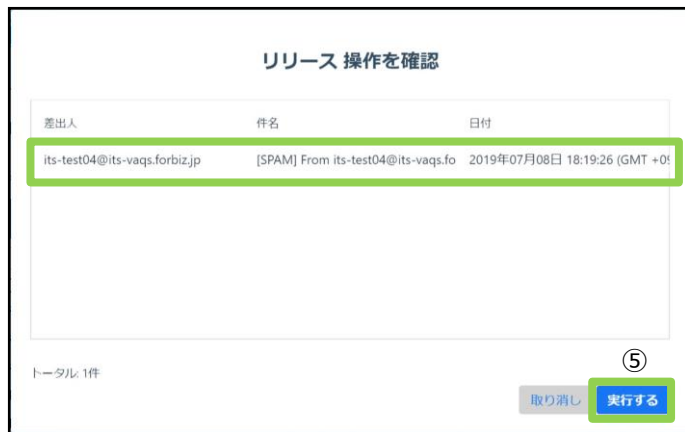 リリース 操作を確認
差出人 件名 日付
its-test04@its-vaqs.forbiz.jp [SPAM] From its-test04@its-vaqs.fo 2019年07月08日 18:19:26 (GMT +09
トータル: 1件
⑤
取り消し 実行する